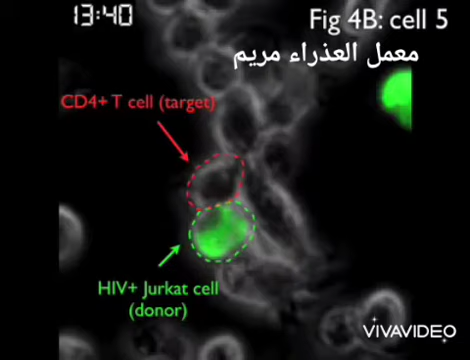 13:40
Fig 4B: cell 5
معمل العذراء مريم
CD4+ T cell (target)
HIV+ Jurkat cell
(donor)
VIVAVIDEO